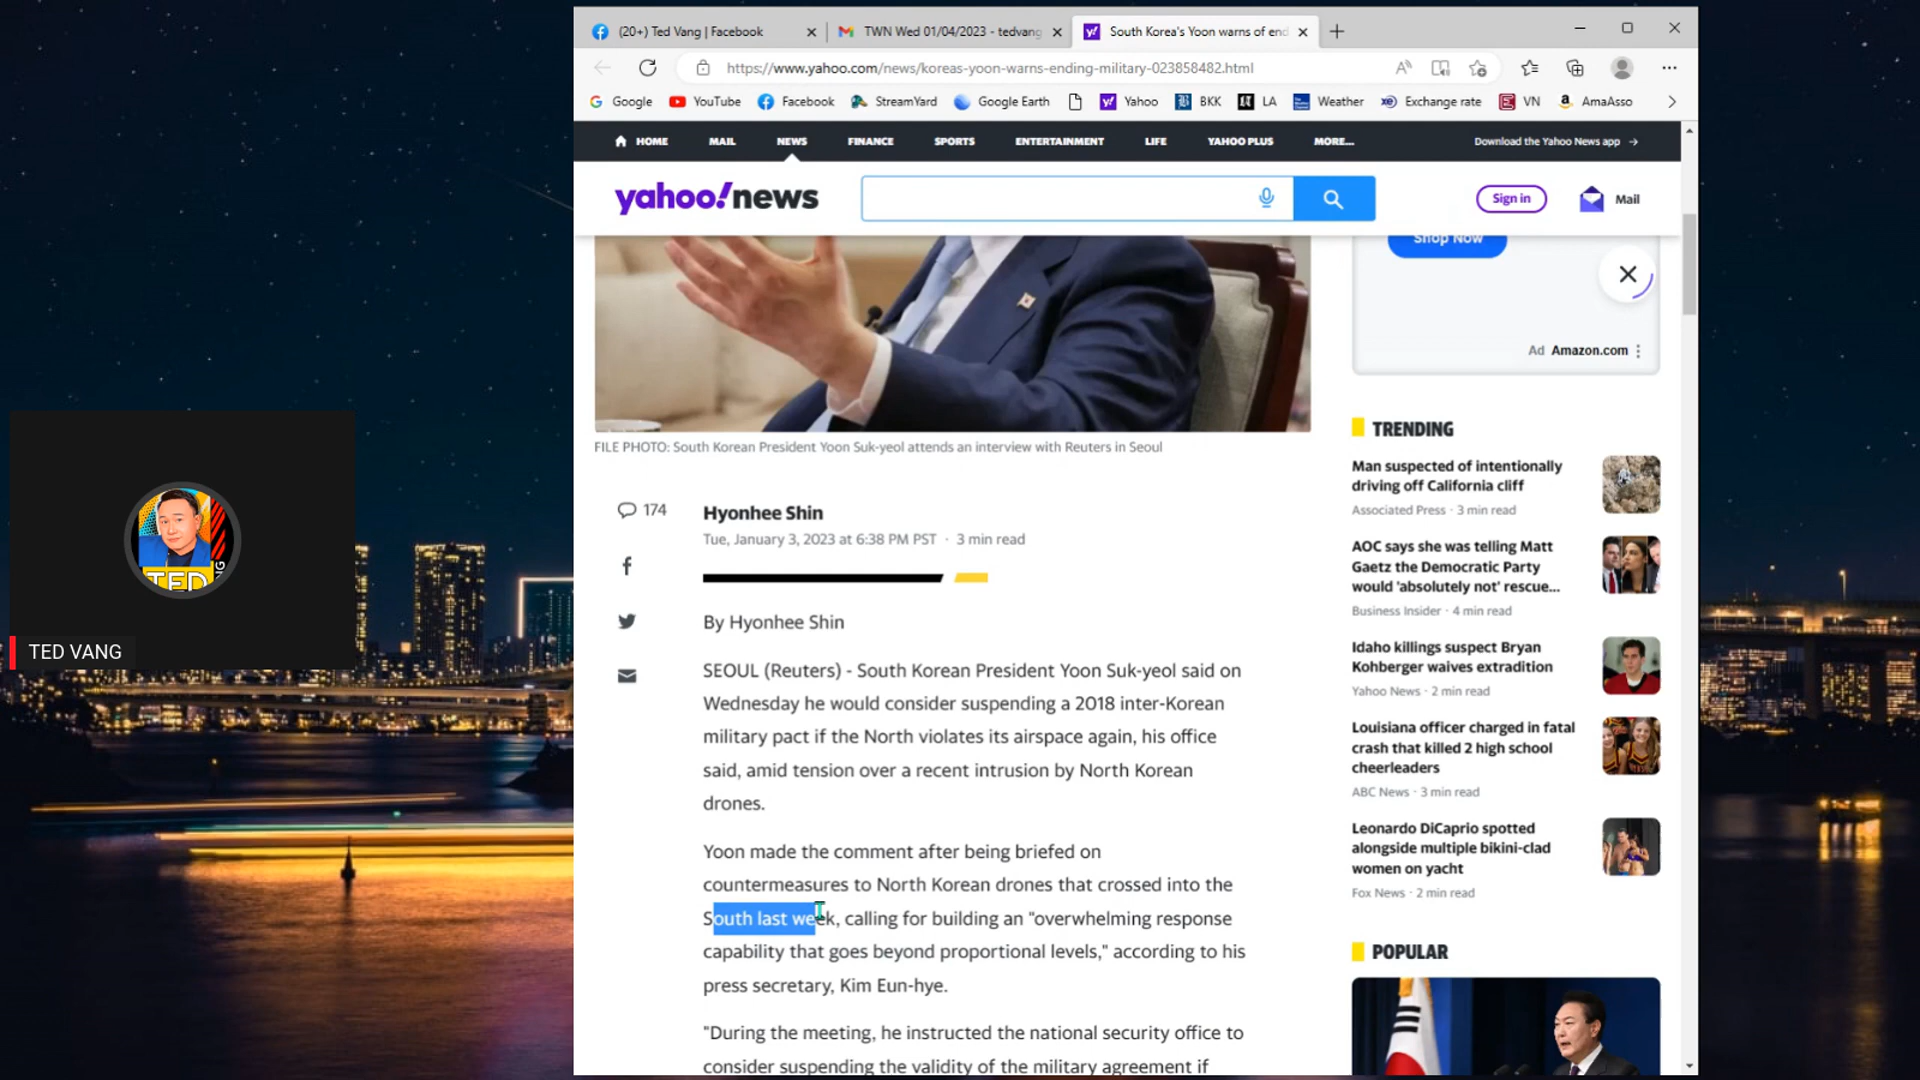 (20+) Ted Vang | Facebook
TWN Wed 01/04/2023 - tedvang
South Korea's Yoon warns of end
https://www.yahoo.com/news/koreas-yoon-warns-ending-military-023858482.html
Google
YouTube
Facebook
StreamYard
Google Earth
Yahoo
BKK
LA
Weather
Exchange rate
VN
AmaAsso
HOME
MAIL
NEWS
FINANCE
SPORTS
ENTERTAINMENT
LIFE
YAHOO PLUS
MORE...
Download the Yahoo News app →
yahoo!news
Sign in
Mail
Shop Now
Ad Amazon.com
FILE PHOTO: South Korean President Yoon Suk-yeol attends an interview with Reuters in Seoul
174
Hyonhee Shin
Tue, January 3, 2023 at 6:38 PM PST · 3 min read
By Hyonhee Shin
SEOUL (Reuters) - South Korean President Yoon Suk-yeol said on
Wednesday he would consider suspending a 2018 inter-Korean
military pact if the North violates its airspace again, his office
said, amid tension over a recent intrusion by North Korean
drones.
Yoon made the comment after being briefed on
countermeasures to North Korean drones that crossed into the
South last week, calling for building an "overwhelming response
capability that goes beyond proportional levels," according to his
press secretary, Kim Eun-hye.
"During the meeting, he instructed the national security office to
consider suspending the validity of the military agreement if
TRENDING
Man suspected of intentionally
driving off California cliff
Associated Press · 3 min read
AOC says she was telling Matt
Gaetz the Democratic Party
would 'absolutely not' rescue...
Business Insider · 4 min read
Idaho killings suspect Bryan
Kohberger waives extradition
Yahoo News · 2 min read
Louisiana officer charged in fatal
crash that killed 2 high school
cheerleaders
ABC News · 3 min read
Leonardo DiCaprio spotted
alongside multiple bikini-clad
women on yacht
Fox News · 2 min read
POPULAR
TED
NG
TED VANG